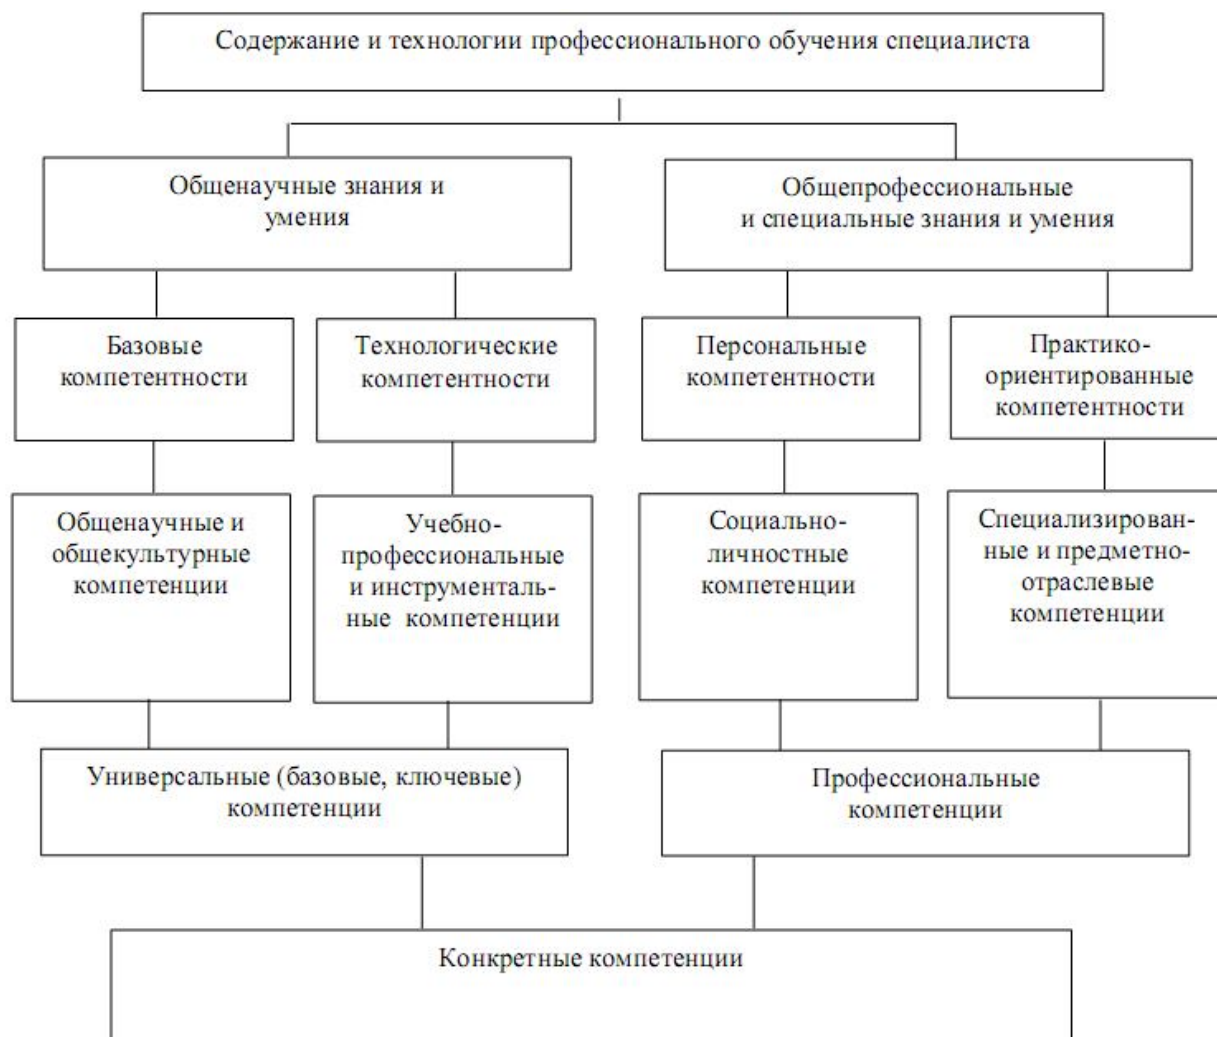 Содержание и технологии профессионального обучения специалиста
Общенаучные знания и
умения
Общепрофессиональные
и специальные знания и умения
Базовые
компетентности
Технологические
компетентности
Персональные
компетентности
Практико-
ориентированные
компетентности
Общенаучные и
общекультурные
компетенции
Учебно-
профессиональные
и инструменталь-
ные компетенции
Социально-
личностные
компетенции
Специализирован-
ные и предметно-
отраслевые
компетенции
Универсальные (базовые, ключевые)
компетенции
Профессиональные
компетенции
Конкретные компетенции